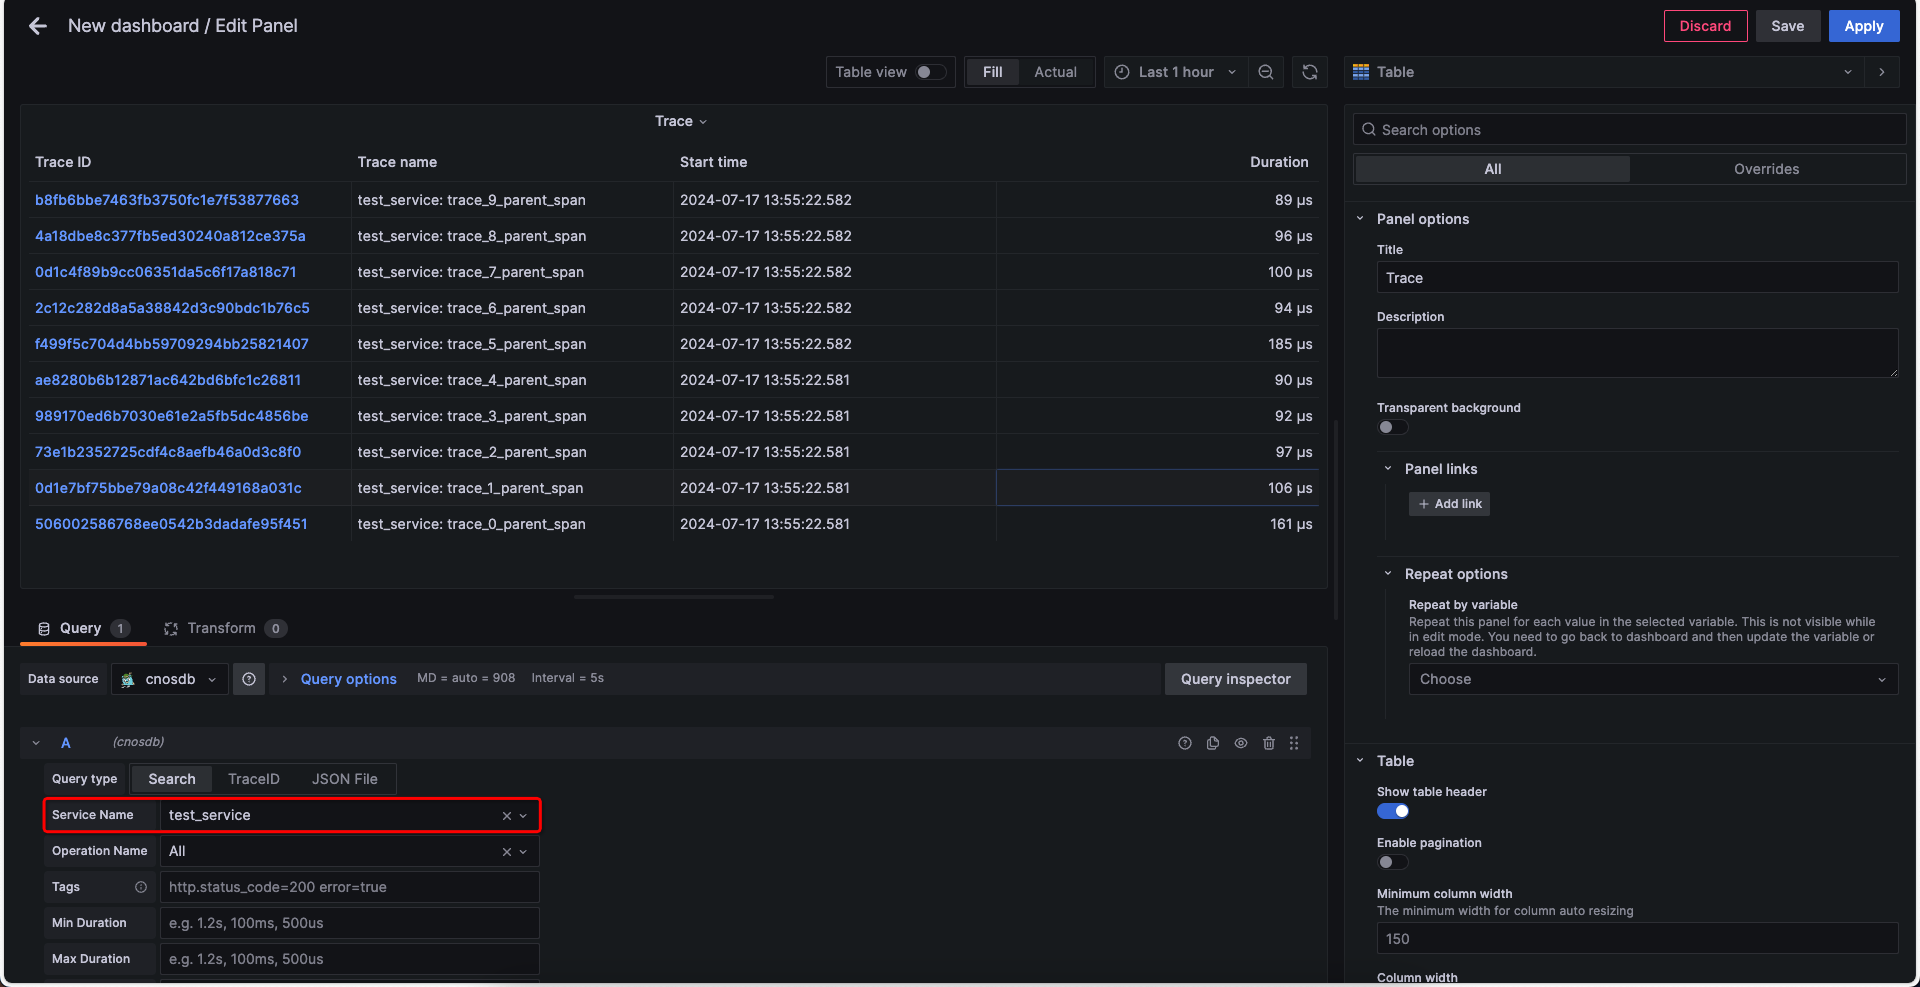 New dashboard / Edit Panel
Discard
Save
Apply
Table view
Fill
Actual
Last 1 hour
Table
Trace
Trace ID
Trace name
Start time
Duration
b8fb6bbe7463fb3750fc1e7f53877663
test_service: trace_9_parent_span
2024-07-17 13:55:22.582
89 µs
4a18dbe8c377fb5ed30240a812ce375a
test_service: trace_8_parent_span
2024-07-17 13:55:22.582
96 µs
0d1c4f89b9cc06351da5c6f17a818c71
test_service: trace_7_parent_span
2024-07-17 13:55:22.582
100 µs
2c12c282d8a5a38842d3c90bdc1b76c5
test_service: trace_6_parent_span
2024-07-17 13:55:22.582
94 µs
f499f5c704d4bb59709294bb25821407
test_service: trace_5_parent_span
2024-07-17 13:55:22.582
185 µs
ae8280b6b12871ac642bd6bfc1c26811
test_service: trace_4_parent_span
2024-07-17 13:55:22.581
90 µs
989170ed6b7030e61e2a5fb5dc4856be
test_service: trace_3_parent_span
2024-07-17 13:55:22.581
92 µs
73e1b2352725cdf4c8aefb46a0d3c8f0
test_service: trace_2_parent_span
2024-07-17 13:55:22.581
97 µs
0d1e7bf75bbe79a08c42f449168a031c
test_service: trace_1_parent_span
2024-07-17 13:55:22.581
106 µs
506002586768ee0542b3dadafe95f451
test_service: trace_0_parent_span
2024-07-17 13:55:22.581
161 µs
Query 1
Transform 0
Data source
cnosdb
Query options
MD = auto = 908
Interval = 5s
Query inspector
A
(cnosdb)
Query type
Search
TraceID
JSON File
Service Name
test_service
Operation Name
All
Tags
http.status_code=200 error=true
Min Duration
e.g. 1.2s, 100ms, 500us
Max Duration
e.g. 1.2s, 100ms, 500us
Search options
All
Overrides
Panel options
Title
Trace
Description
Transparent background
Panel links
+ Add link
Repeat options
Repeat by variable
Repeat this panel for each value in the selected variable. This is not visible while
in edit mode. You need to go back to dashboard and then update the variable or
reload the dashboard.
Choose
Table
Show table header
Enable pagination
Minimum column width
The minimum width for column auto resizing
150
Column width